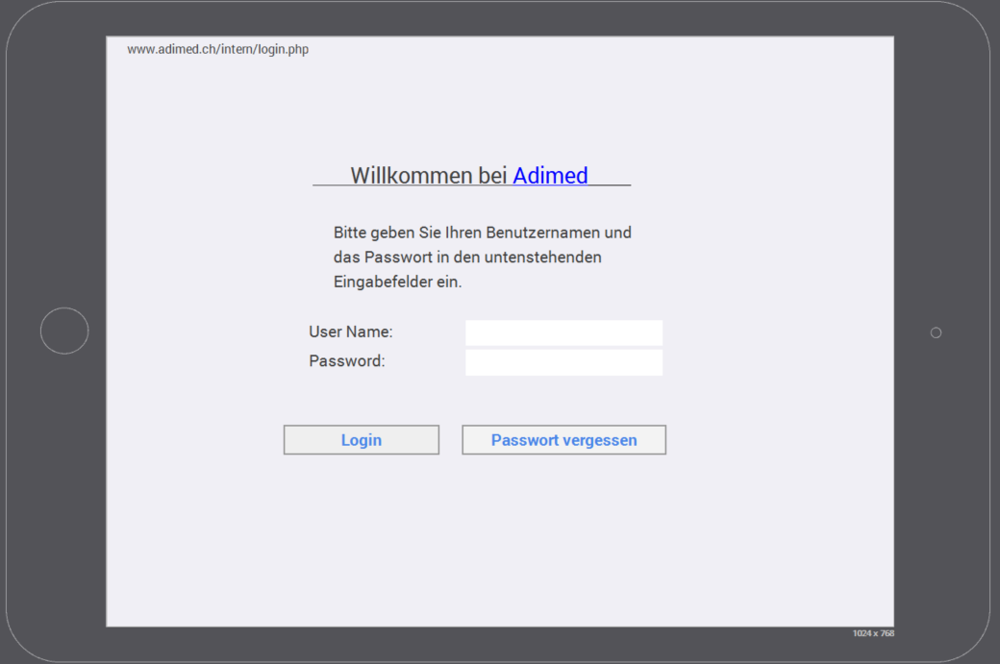 www.adimed.ch/intern/login.php
Willkommen bei Adimed
Bitte geben Sie Ihren Benutzernamen und
das Passwort in den untenstehenden
Eingabefelder ein.
User Name:
Password:
Login
Passwort vergessen
1024 x 768